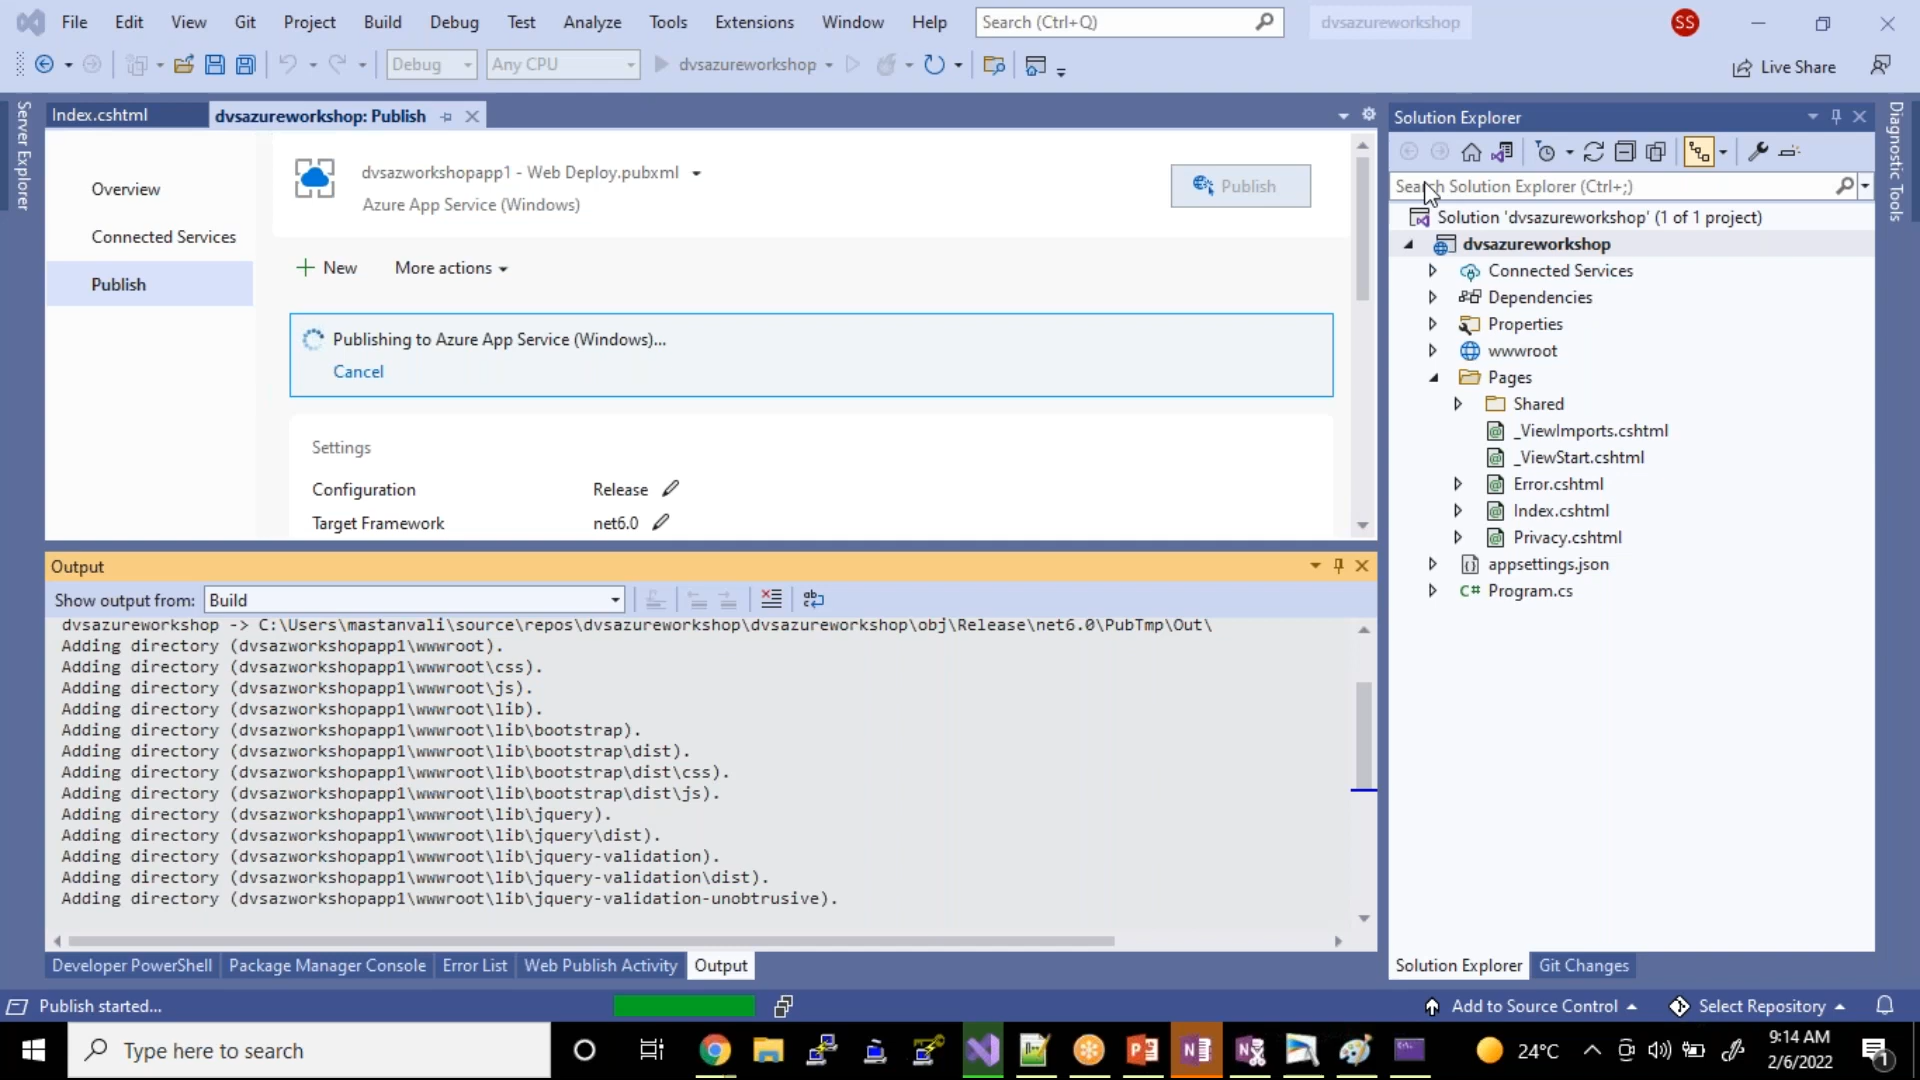 File Edit View Git Project Build Debug Test Analyze Tools Extensions Window Help Search (Ctrl+Q) dvsazureworkshop SS
Debug Any CPU dvsazureworkshop Live Share
Server Explorer
Index.cshtml dvsazureworkshop: Publish
Overview
Connected Services
Publish
dvsazworkshopapp1 - Web Deploy.pubxml
Azure App Service (Windows)
Publish
New More actions
Publishing to Azure App Service (Windows)...
Cancel
Settings
Configuration Release
Target Framework net6.0
Output
Show output from: Build
dvsazureworkshop -> C:\Users\mastanvali\source\repos\dvsazureworkshop\dvsazureworkshop\obj\Release\net6.0\PubTmp\Out\
Adding directory (dvsazworkshopapp1\wwwroot).
Adding directory (dvsazworkshopapp1\wwwroot\css).
Adding directory (dvsazworkshopapp1\wwwroot\js).
Adding directory (dvsazworkshopapp1\wwwroot\lib).
Adding directory (dvsazworkshopapp1\wwwroot\lib\bootstrap).
Adding directory (dvsazworkshopapp1\wwwroot\lib\bootstrap\dist).
Adding directory (dvsazworkshopapp1\wwwroot\lib\bootstrap\dist\css).
Adding directory (dvsazworkshopapp1\wwwroot\lib\bootstrap\dist\js).
Adding directory (dvsazworkshopapp1\wwwroot\lib\jquery).
Adding directory (dvsazworkshopapp1\wwwroot\lib\jquery\dist).
Adding directory (dvsazworkshopapp1\wwwroot\lib\jquery-validation).
Adding directory (dvsazworkshopapp1\wwwroot\lib\jquery-validation\dist).
Adding directory (dvsazworkshopapp1\wwwroot\lib\jquery-validation-unobtrusive).
Developer PowerShell Package Manager Console Error List Web Publish Activity Output
Solution Explorer
Search Solution Explorer (Ctrl+;)
Solution 'dvsazureworkshop' (1 of 1 project)
dvsazureworkshop
Connected Services
Dependencies
Properties
wwwroot
Pages
Shared
_ViewImports.cshtml
_ViewStart.cshtml
Error.cshtml
Index.cshtml
Privacy.cshtml
appsettings.json
C# Program.cs
Solution Explorer Git Changes
Diagnostic Tools
Publish started... Add to Source Control Select Repository
Type here to search 24°C 9:14 AM
2/6/2022 1